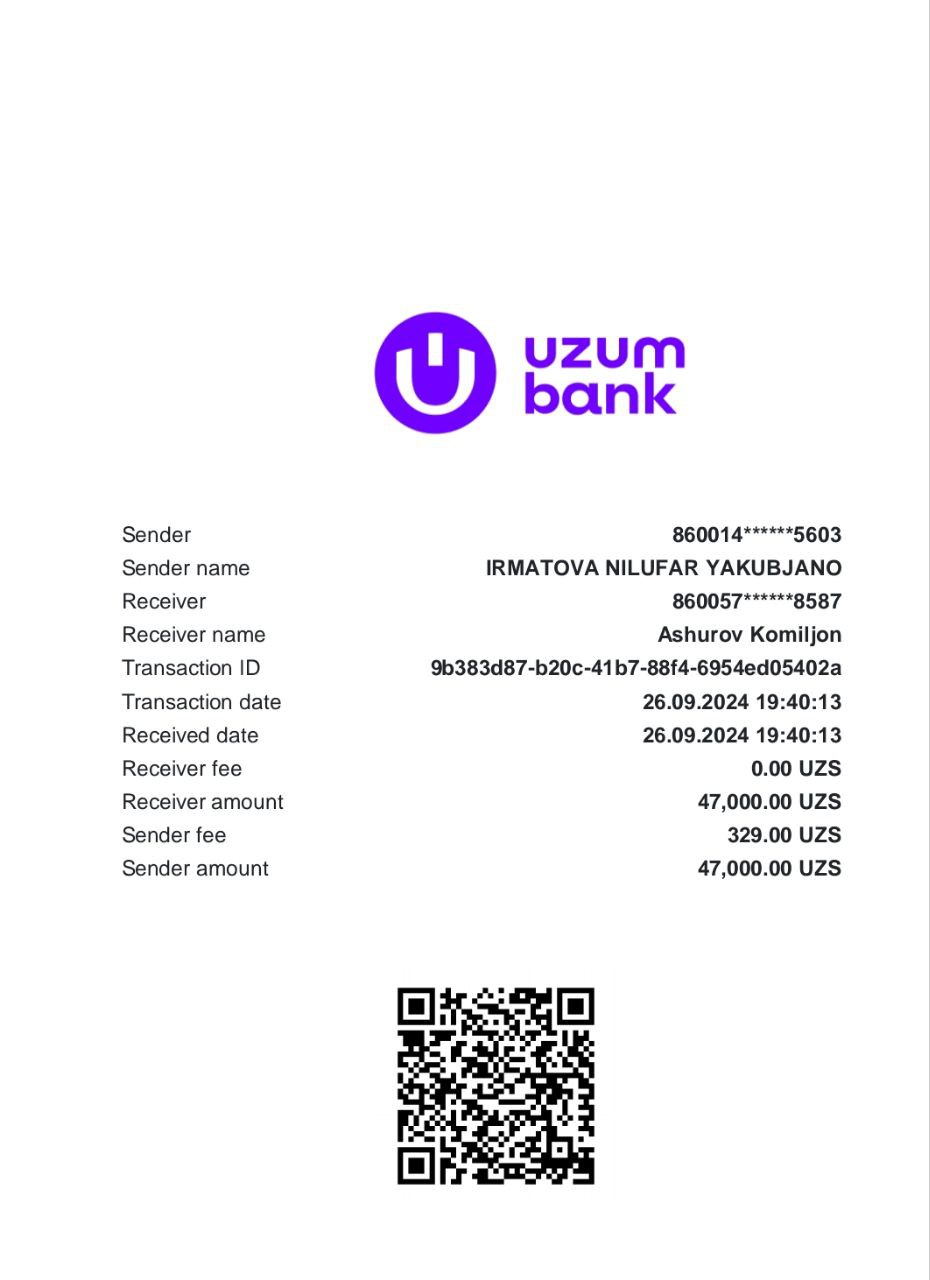 uzum
bank
Sender 860014******5603
Sender name IRMATOVA NILUFAR YAKUBJANO
Receiver 860057******8587
Receiver name Ashurov Komiljon
Transaction ID 9b383d87-b20c-41b7-88f4-6954ed05402a
Transaction date 26.09.2024 19:40:13
Received date 26.09.2024 19:40:13
Receiver fee 0.00 UZS
Receiver amount 47,000.00 UZS
Sender fee 329.00 UZS
Sender amount 47,000.00 UZS